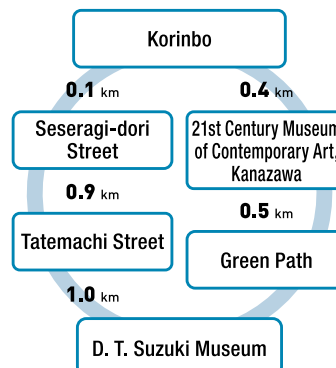 Korinbo
0.1 km
0.4 km
Seseragi-dori
Street
21st Century Museum
of Contemporary Art,
Kanazawa
0.9 km
0.5 km
Tatemachi Street
Green Path
1.0 km
D. T. Suzuki Museum